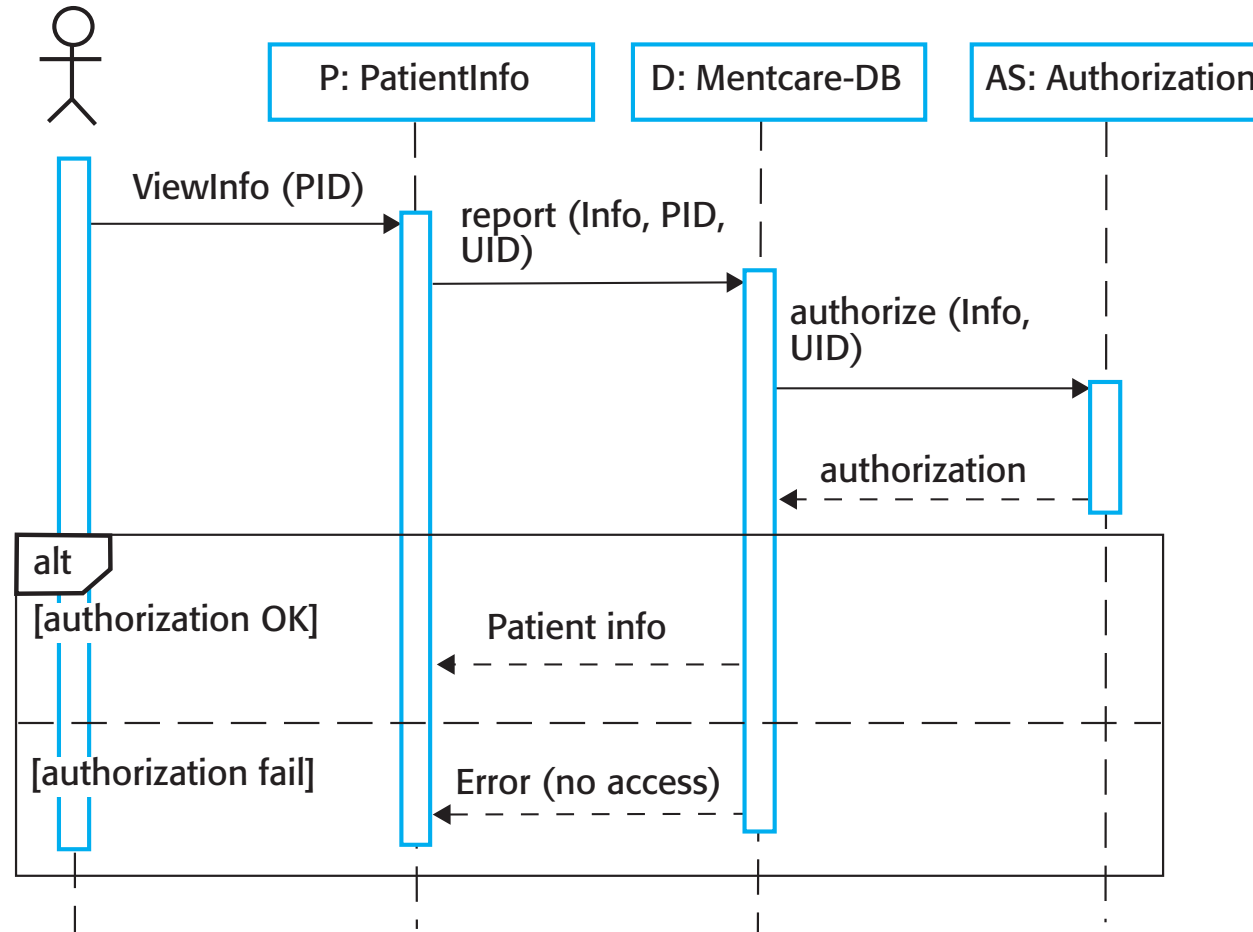 P: PatientInfo
D: Mentcare-DB
AS: Authorization
ViewInfo (PID)
report (Info, PID,
UID)
authorize (Info,
UID)
authorization
alt
[authorization OK]
Patient info
[authorization fail]
Error (no access)